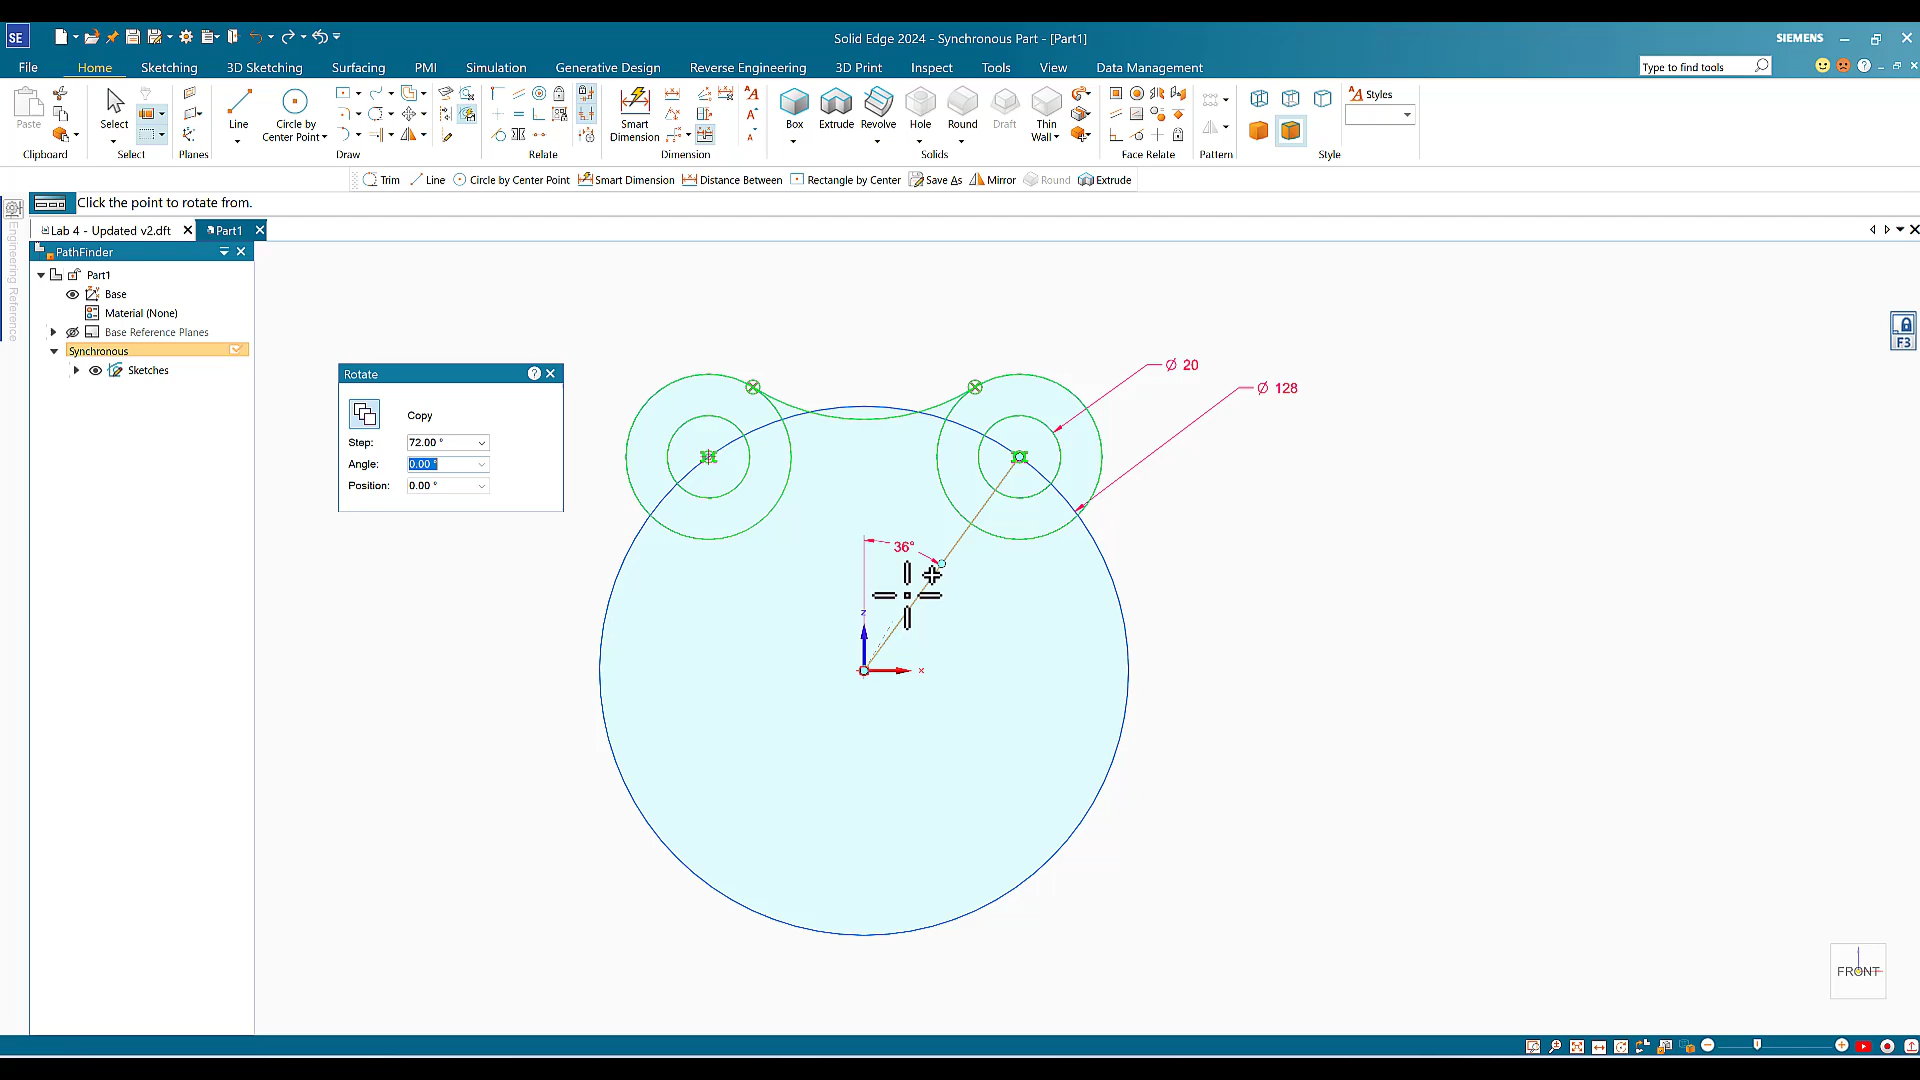 SE
Solid Edge 2024 - Synchronous Part - [Part1]
SIEMENS
File Home Sketching 3D Sketching Surfacing PMI Simulation Generative Design Reverse Engineering 3D Print Inspect Tools View Data Management
Type to find tools
Paste
Select
Line
Circle by
Center Point
Smart
Dimension
Box
Extrude
Revolve
Hole
Round
Draft
Thin
Wall
Styles
Clipboard
Select
Planes
Draw
Relate
Dimension
Solids
Face Relate
Pattern
Style
Trim Line Circle by Center Point Smart Dimension Distance Between Rectangle by Center Save As Mirror Round Extrude
Click the point to rotate from.
Lab 4 - Updated v2.dft
Part1
Engineering Reference
PathFinder
Part1
Base
Material (None)
Base Reference Planes
Synchronous
Sketches
F3
Rotate
Copy
Step: 72.00 °
Angle: 0.00 °
Position: 0.00 °
Ø 20
Ø 128
36°
z
x
FRONT